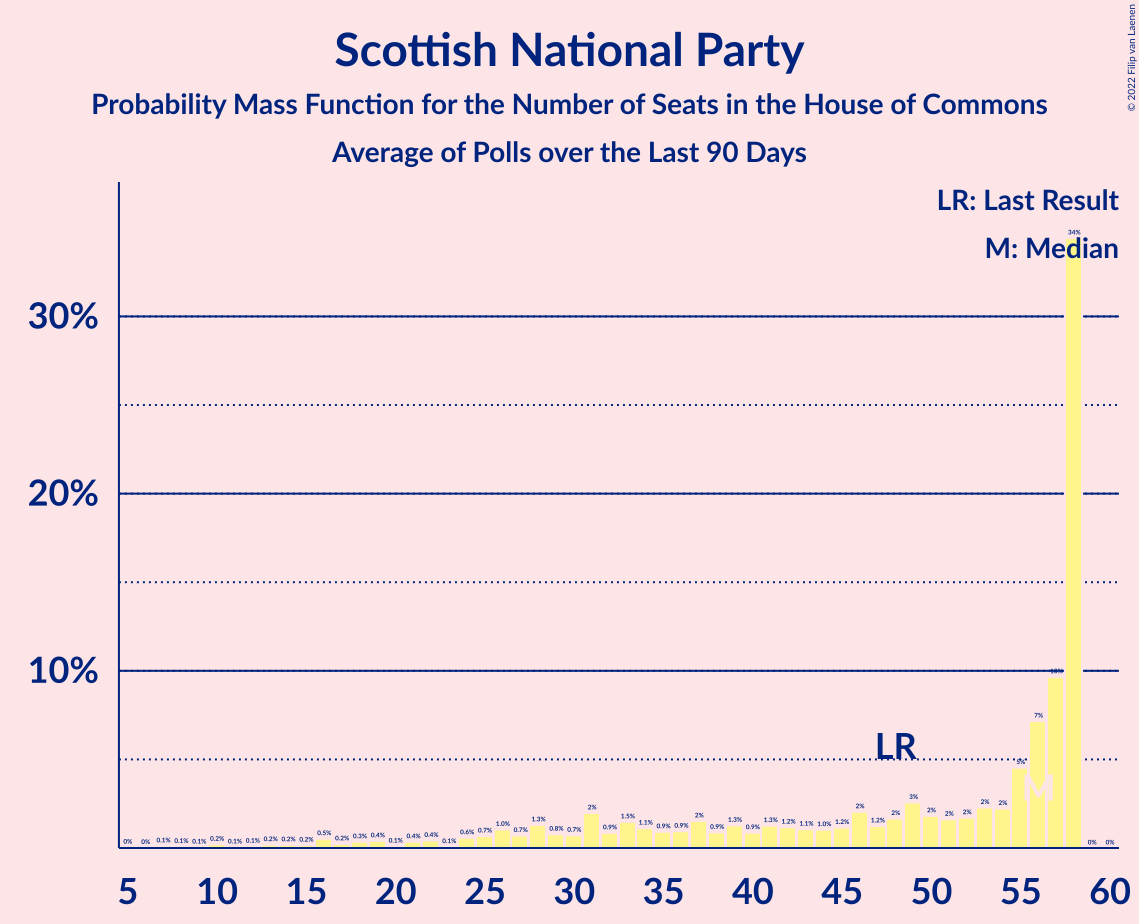 Scottish National Party
Probability Mass Function for the Number of Seats in the House of Commons
Average of Polls over the Last 90 Days
© 2022 Filip van Laenen
LR: Last Result
M: Median
30%
20%
10%
0% 0% 0.1% 0.1% 0.1% 0.2% 0.1% 0.1% 0.2% 0.2% 0.2% 0.5% 0.2% 0.3% 0.4% 0.1% 0.4% 0.4% 0.1% 0.6% 0.7% 1.0% 0.7% 1.3% 0.8% 0.7% 2% 0.9% 1.5% 1.1% 0.9% 0.9% 2% 0.9% 1.3% 0.9% 1.3% 1.2% 1.1% 1.0% 1.2% 2% 1.2% 2% 3% 2% 2% 2% 2% 2% 5% 7% 10% 34% 0% 0%
LR
M
5 10 15 20 25 30 35 40 45 50 55 60